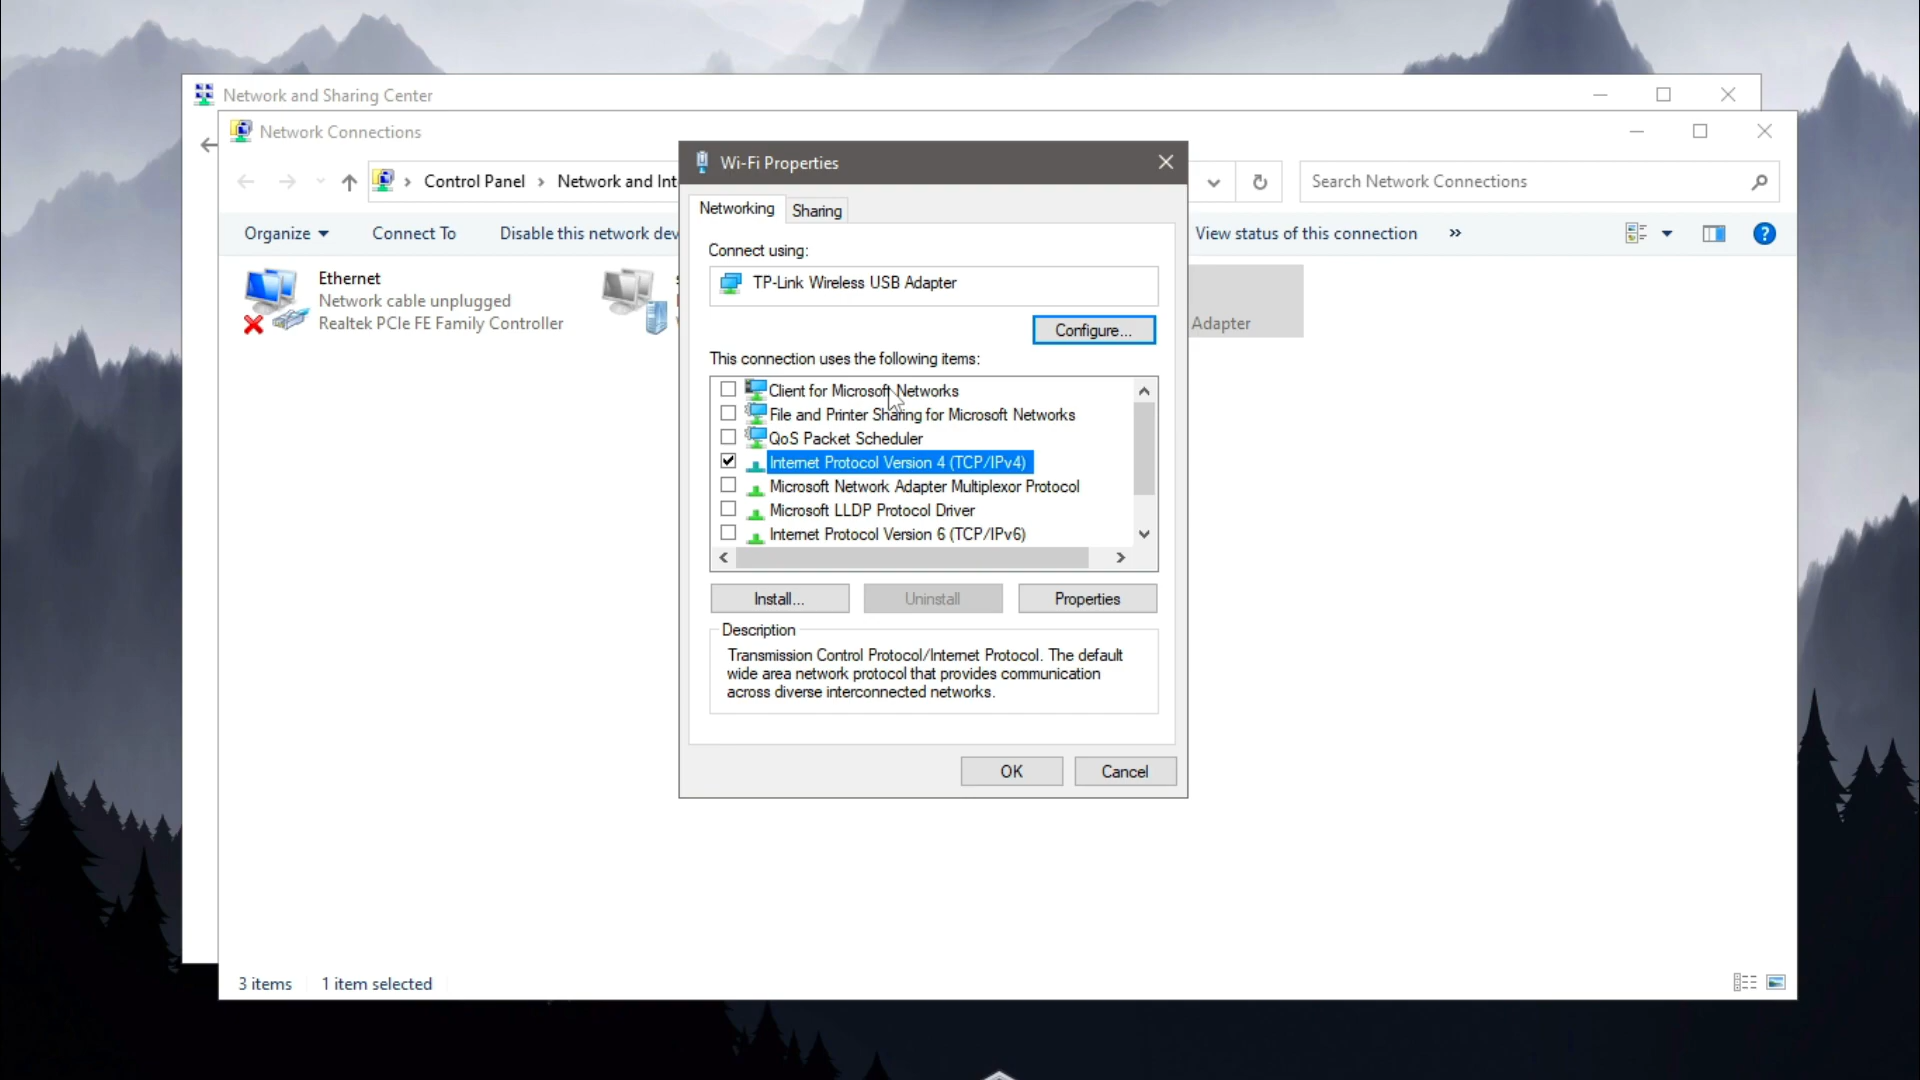 Network and Sharing Center
Network Connections
Control Panel > Network and Int
Search Network Connections
Organize
Connect To
Disable this network dev
View status of this connection
»
Ethernet
Network cable unplugged
Realtek PCIe FE Family Controller
Adapter
Wi-Fi Properties
Networking
Sharing
Connect using:
TP-Link Wireless USB Adapter
Configure...
This connection uses the following items:
Client for Microsoft Networks
File and Printer Sharing for Microsoft Networks
QoS Packet Scheduler
Internet Protocol Version 4 (TCP/IPv4)
Microsoft Network Adapter Multiplexor Protocol
Microsoft LLDP Protocol Driver
Internet Protocol Version 6 (TCP/IPv6)
Install...
Uninstall
Properties
Description
Transmission Control Protocol/Internet Protocol. The default
wide area network protocol that provides communication
across diverse interconnected networks.
OK
Cancel
3 items
1 item selected